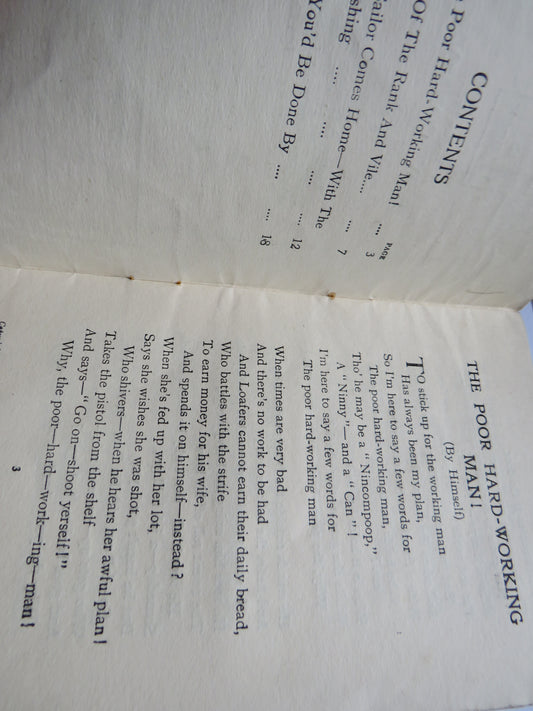 CONTENTS
PAGE
Poor Hard-Working Man! .... 3
Of The Rank And Vile.... .... 7
ailor Comes Home—With The
shing .... .... .... .... 12
You'd Be Done By .... .... 18
THE POOR HARD-WORKING
MAN!
(By Himself)
TO stick up for the working man
Has always been my plan,
So I'm here to say a few words for
The poor hard-working man,
Tho' he may be a "Nincompoop,"
A "Ninny"—and a "Can"!
I'm here to say a few words for
The poor hard-working man
When times are very bad
And there's no work to be had
And Loafers cannot earn their daily bread,
Who battles with the strife
To earn money for his wife,
And spends it on himself—instead?
When she's fed up with her lot,
Says she wishes she was shot,
Who shivers—when he hears her awful plan!
Takes the pistol from the shelf
And says—"Go on—shoot yerself!"
Why, the poor—hard—work—ing—man!
3